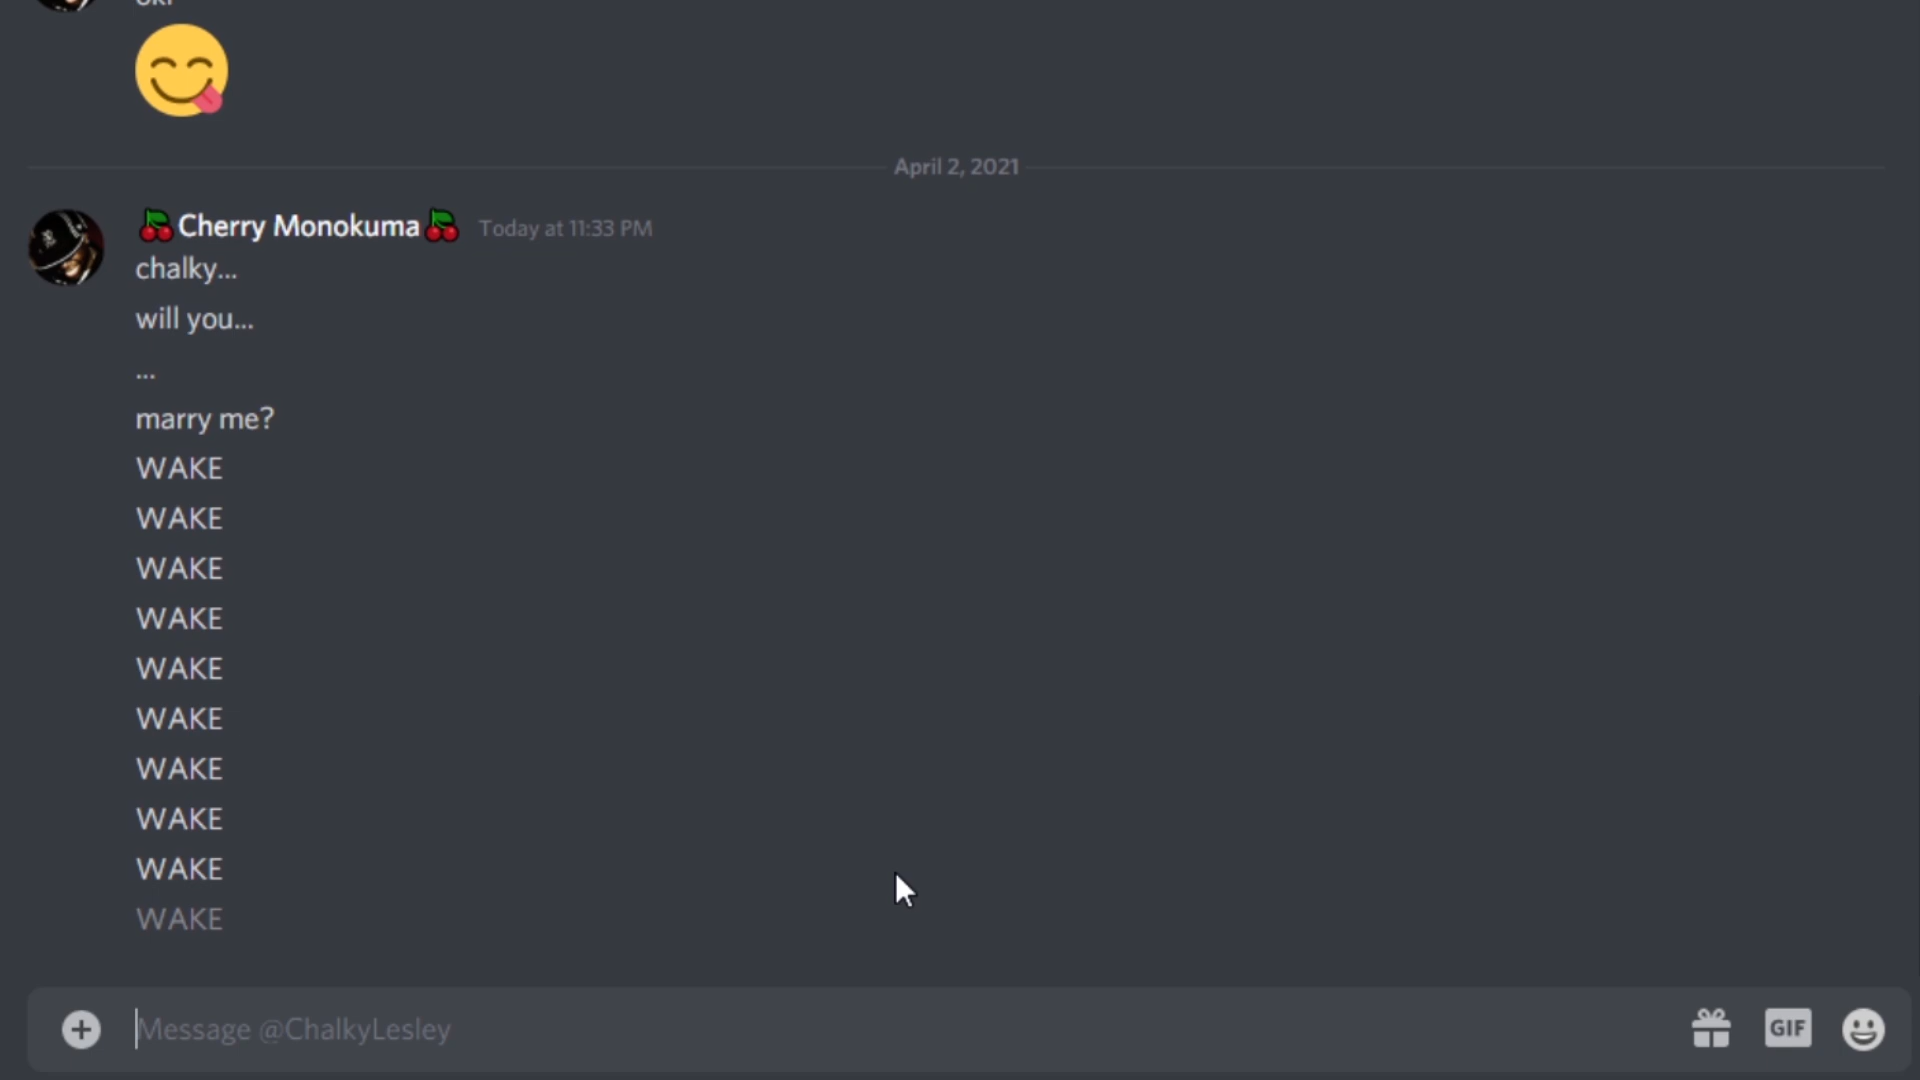 April 2, 2021
🍒Cherry Monokuma🍒 Today at 11:33 PM
chalky...
will you...
...
marry me?
WAKE
WAKE
WAKE
WAKE
WAKE
WAKE
WAKE
WAKE
WAKE
WAKE
Message @ChalkyLesley
GIF